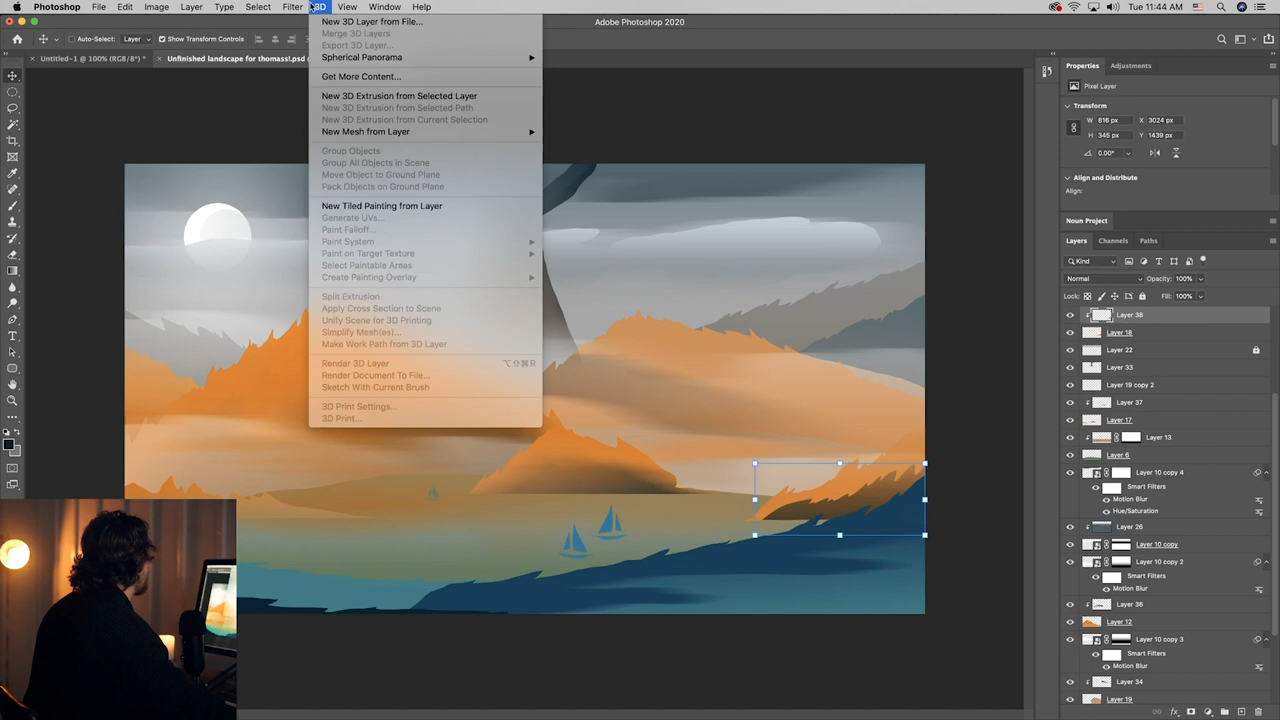 Photoshop File Edit Image Layer Type Select Filter 3D View Window Help Tue 11:44 AM
Adobe Photoshop 2020
Auto-Select: Layer Show Transform Controls
Untitled-1 @ 100% (RGB/8*) * Unfinished landscape for thomass!.psd
New 3D Layer from File...
Merge 3D Layers
Export 3D Layer...
Spherical Panorama
Get More Content...
New 3D Extrusion from Selected Layer
New 3D Extrusion from Selected Path
New 3D Extrusion from Current Selection
New Mesh from Layer
Group Objects
Group All Objects in Scene
Move Object to Ground Plane
Pack Objects on Ground Plane
New Tiled Painting from Layer
Generate UVs...
Paint Falloff...
Paint System
Paint on Target Texture
Select Paintable Areas
Create Painting Overlay
Split Extrusion
Apply Cross Section to Scene
Unify Scene for 3D Printing
Simplify Mesh(es)...
Make Work Path from 3D Layer
Render 3D Layer ⌥⇧⌘R
Render Document To File...
Sketch With Current Brush
3D Print Settings...
3D Print...
Properties Adjustments
Pixel Layer
Transform
W 816 px X 3024 px
H 345 px Y 1439 px
0.00°
Align and Distribute
Align:
Noun Project
Layers Channels Paths
Kind
Normal Opacity: 100%
Lock: Fill: 100%
Layer 38
Layer 18
Layer 22
Layer 33
Layer 19 copy 2
Layer 37
Layer 17
Layer 13
Layer 6
Layer 10 copy 4
Smart Filters
Motion Blur
Hue/Saturation
Layer 26
Layer 10 copy
Layer 10 copy 2
Smart Filters
Motion Blur
Layer 36
Layer 12
Layer 10 copy 3
Smart Filters
Motion Blur
Layer 34
Layer 19